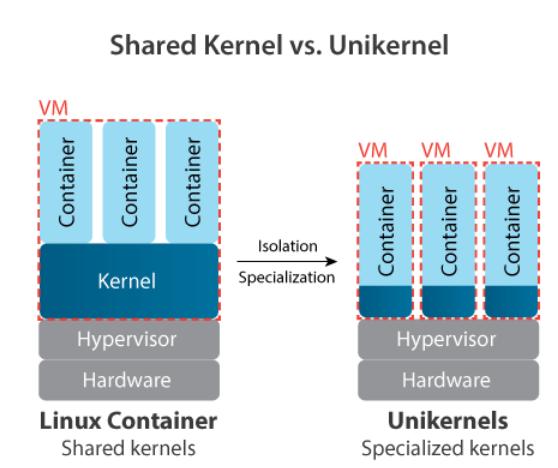 Shared Kernel vs. Unikernel
VM
Container
Container
Container
Kernel
Hypervisor
Hardware
Linux Container
Shared kernels
Isolation
Specialization
VM
VM
VM
Container
Container
Container
Hypervisor
Hardware
Unikernels
Specialized kernels